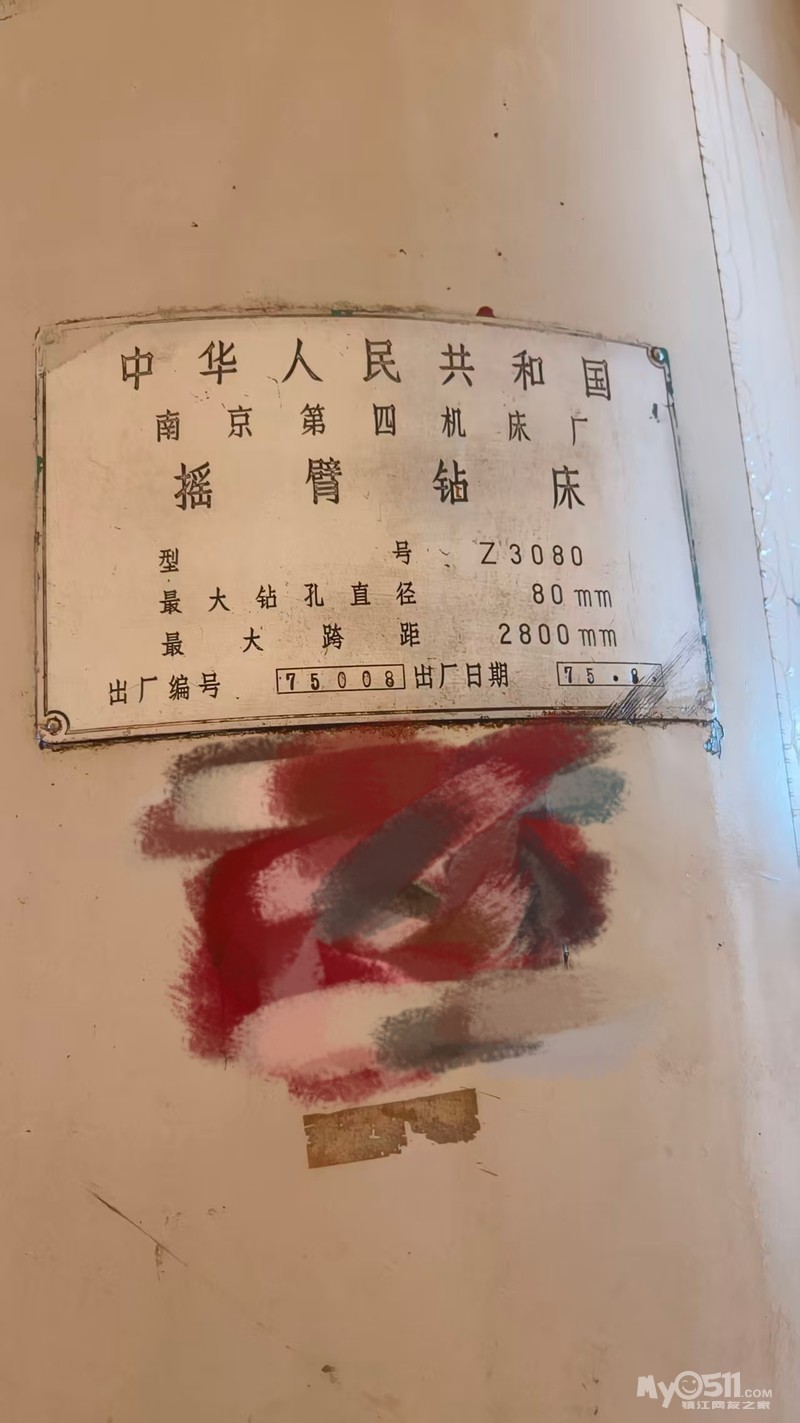 中华人民共和国
南京第四机床厂
摇臂钻床
型号 Z3080
最大钻孔直径 80mm
最大跨距 2800mm
出厂编号 75008 出厂日期 75.8.
My0511.COM
镇江网友之家